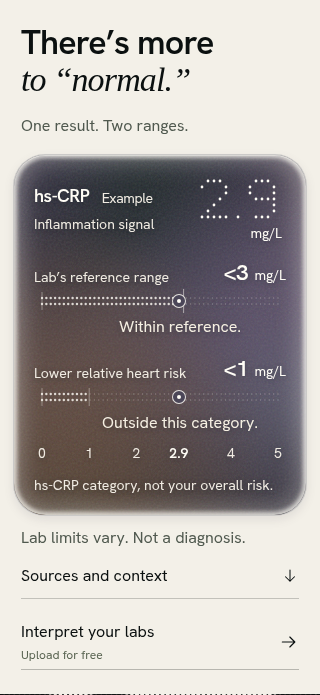 There’s more
to “normal.”
One result. Two ranges.
hs-CRP Example 2.9
Inflammation signal mg/L
Lab’s reference range <3 mg/L
Within reference.
Lower relative heart risk <1 mg/L
Outside this category.
0 1 2 2.9 4 5
hs-CRP category, not your overall risk.
Lab limits vary. Not a diagnosis.
Sources and context ↓
Interpret your labs →
Upload for free